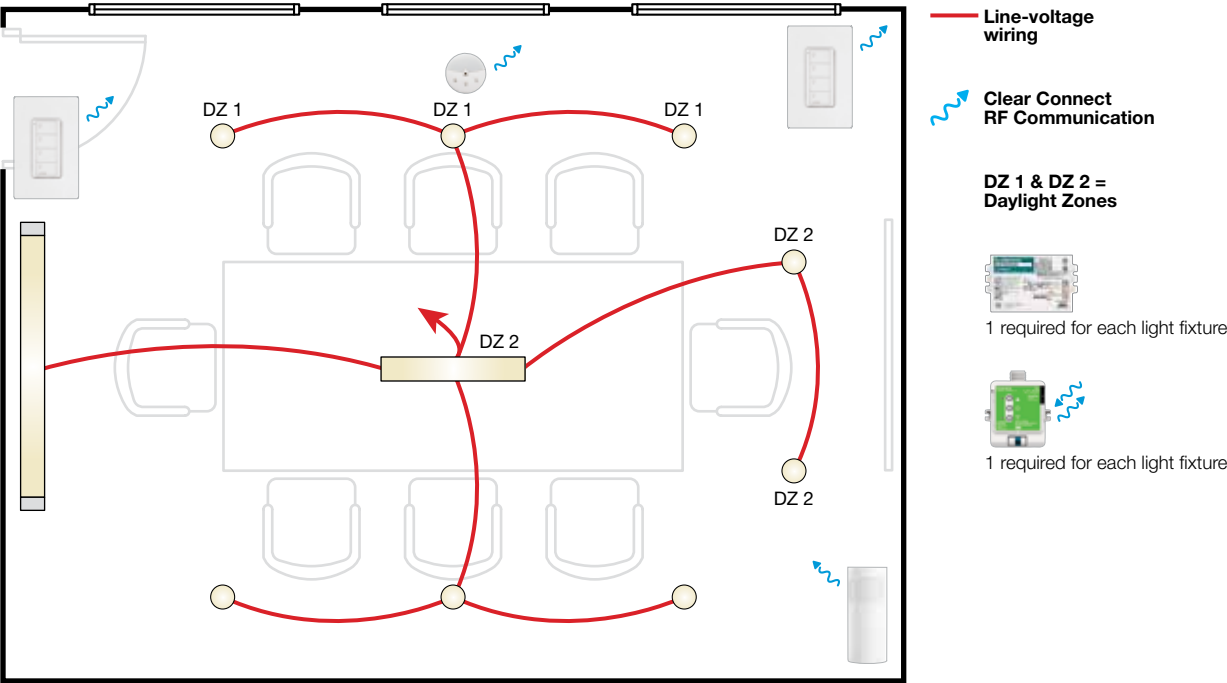 Line-voltage
wiring
Clear Connect
RF Communication
DZ 1 & DZ 2 =
Daylight Zones
1 required for each light fixture
1 required for each light fixture
DZ 1
DZ 1
DZ 1
DZ 2
DZ 2
DZ 2